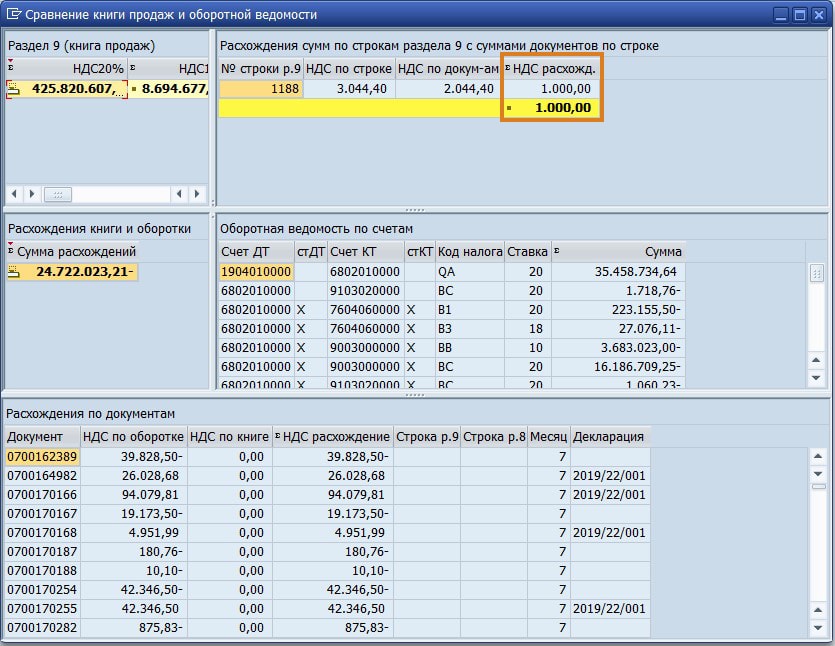 Сравнение книги продаж и оборотной ведомости
Раздел 9 (книга продаж)
НДС20% Σ НДС1
425.820.607,... 8.694.677,
Расхождения сумм по строкам раздела 9 с суммами документов по строке
№ строки р.9 НДС по строке НДС по докум-ам Σ НДС расхожд.
1188 3.044,40 2.044,40 1.000,00
1.000,00
Расхождения книги и оборотки
Σ Сумма расхождений
24.722.023,21-
Оборотная ведомость по счетам
Счет ДТ стДТ Счет КТ стКТ Код налога Ставка Σ Сумма
1904010000 6802010000 QA 20 35.458.734,64
6802010000 9103020000 BC 20 1.718,76-
6802010000 X 7604060000 X B1 20 223.155,50-
6802010000 X 7604060000 X B3 18 27.076,11-
6802010000 X 9003000000 X BB 10 3.683.023,00-
6802010000 X 9003000000 X BC 20 16.186.709,25-
6802010000 X 9103020000 X BC 20 1.060,23-
Расхождения по документам
Документ НДС по оборотке НДС по книге Σ НДС расхождение Строка р.9 Строка р.8 Месяц Декларация
0700162389 39.828,50- 0,00 39.828,50- 7
0700164982 26.028,68 0,00 26.028,68 7 2019/22/001
0700170166 94.079,81 0,00 94.079,81 7 2019/22/001
0700170167 19.173,50- 0,00 19.173,50- 7
0700170168 4.951,99 0,00 4.951,99 7 2019/22/001
0700170187 180,76- 0,00 180,76- 7
0700170188 10,10- 0,00 10,10- 7
0700170254 42.346,50- 0,00 42.346,50- 7
0700170255 42.346,50 0,00 42.346,50 7 2019/22/001
0700170282 875,83- 0,00 875,83- 7